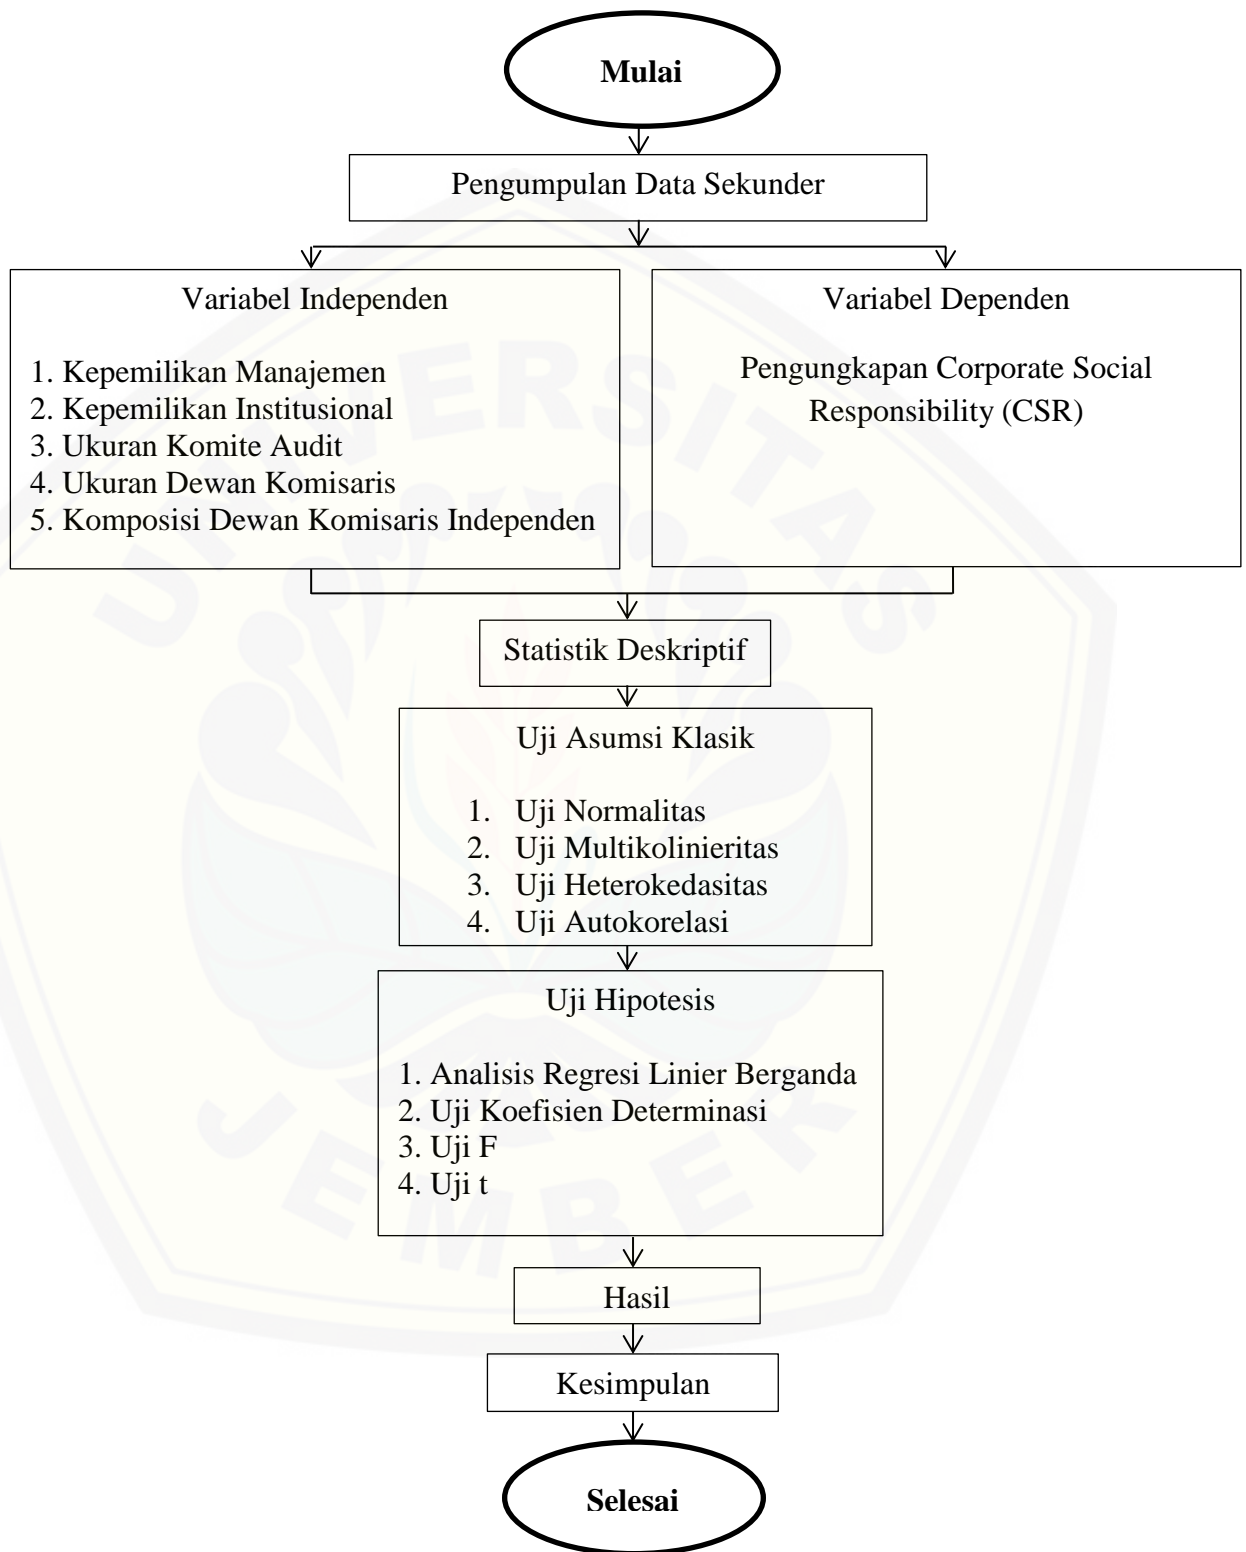 Mulai
Pengumpulan Data Sekunder
Variabel Independen
1. Kepemilikan Manajemen
2. Kepemilikan Institusional
3. Ukuran Komite Audit
4. Ukuran Dewan Komisaris
5. Komposisi Dewan Komisaris Independen
Variabel Dependen
Pengungkapan Corporate Social
Responsibility (CSR)
Statistik Deskriptif
Uji Asumsi Klasik
1. Uji Normalitas
2. Uji Multikolinieritas
3. Uji Heterokedasitas
4. Uji Autokorelasi
Uji Hipotesis
1. Analisis Regresi Linier Berganda
2. Uji Koefisien Determinasi
3. Uji F
4. Uji t
Hasil
Kesimpulan
Selesai
UNIVERSITAS
JEMBER